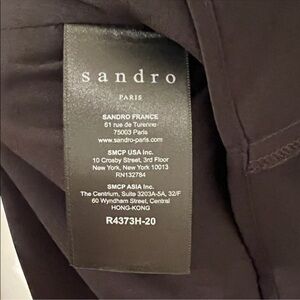 sandro
PARIS
SANDRO FRANCE
61 rue de Turenne
75003 Paris
www.sandro-paris.com
SMCP USA Inc.
10 Crosby Street, 3rd Floor
New York, New York 10013
RN132784
SMCP ASIA Inc.
The Centrium, Suite 3203A-5A, 32/F
60 Wyndham Street, Central
HONG-KONG
R4373H-20